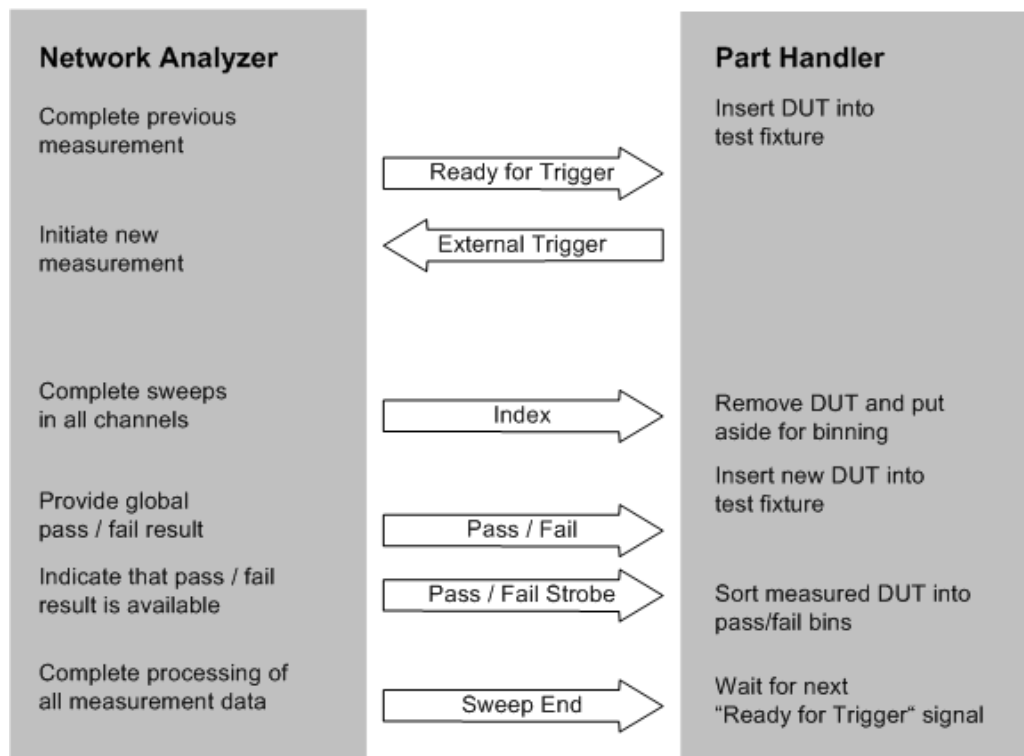 Network Analyzer
Part Handler
Complete previous
measurement
Insert DUT into
test fixture
Ready for Trigger
Initiate new
measurement
External Trigger
Complete sweeps
in all channels
Index
Remove DUT and put
aside for binning
Insert new DUT into
test fixture
Provide global
pass / fail result
Pass / Fail
Indicate that pass / fail
result is available
Pass / Fail Strobe
Sort measured DUT into
pass/fail bins
Complete processing of
all measurement data
Sweep End
Wait for next
“Ready for Trigger“ signal